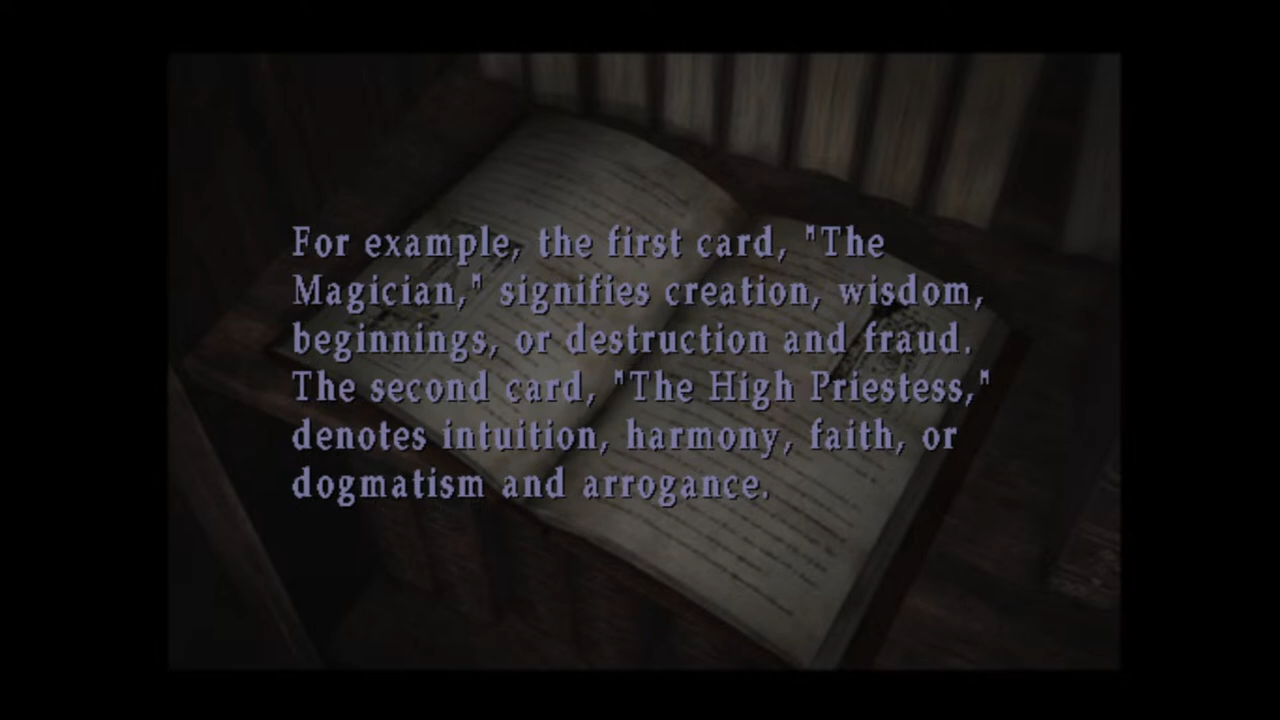 For example, the first card, "The
Magician," signifies creation, wisdom,
beginnings, or destruction and fraud.
The second card, "The High Priestess,"
denotes intuition, harmony, faith, or
dogmatism and arrogance.